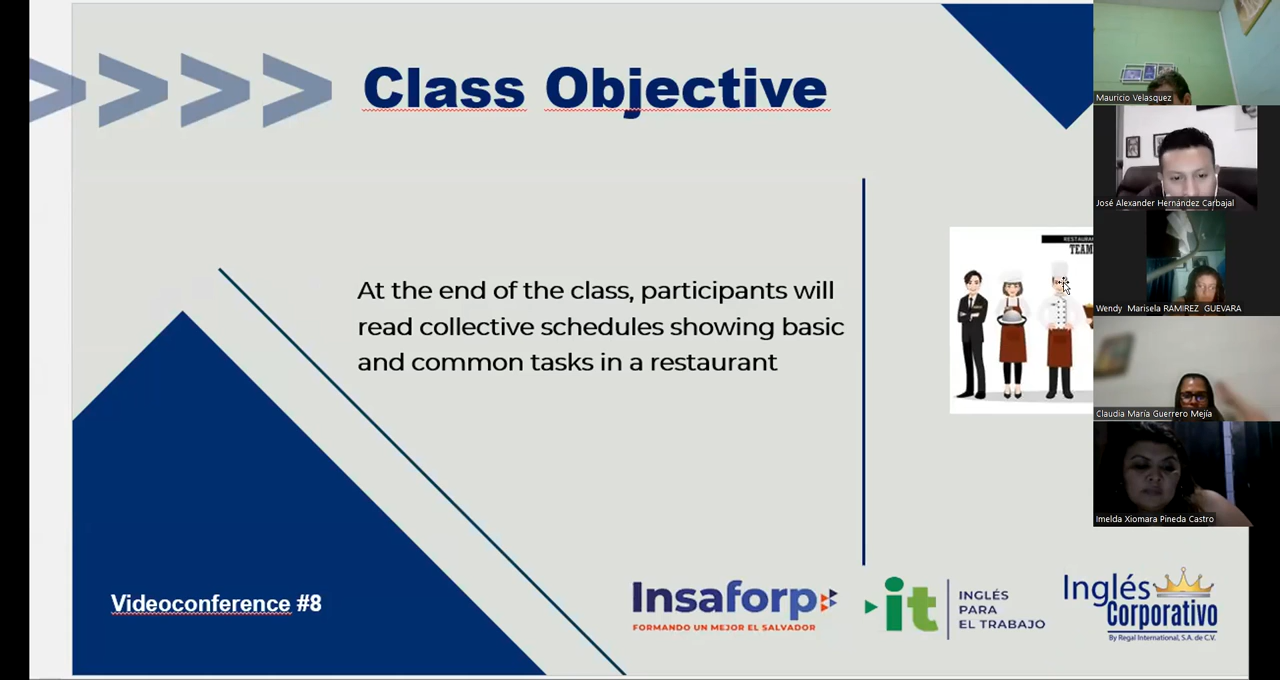 Class Objective
At the end of the class, participants will
read collective schedules showing basic
and common tasks in a restaurant
TEAM
Videoconference #8
Insaforp
FORMANDO UN MEJOR EL SALVADOR
it
INGLÉS
PARA
EL TRABAJO
Inglés
Corporativo
By Regal International, S.A. de C.V.
Mauricio Velasquez
José Alexander Hernández Carbajal
Wendy Marisela RAMIREZ GUEVARA
Claudia María Guerrero Mejía
Imelda Xiomara Pineda Castro